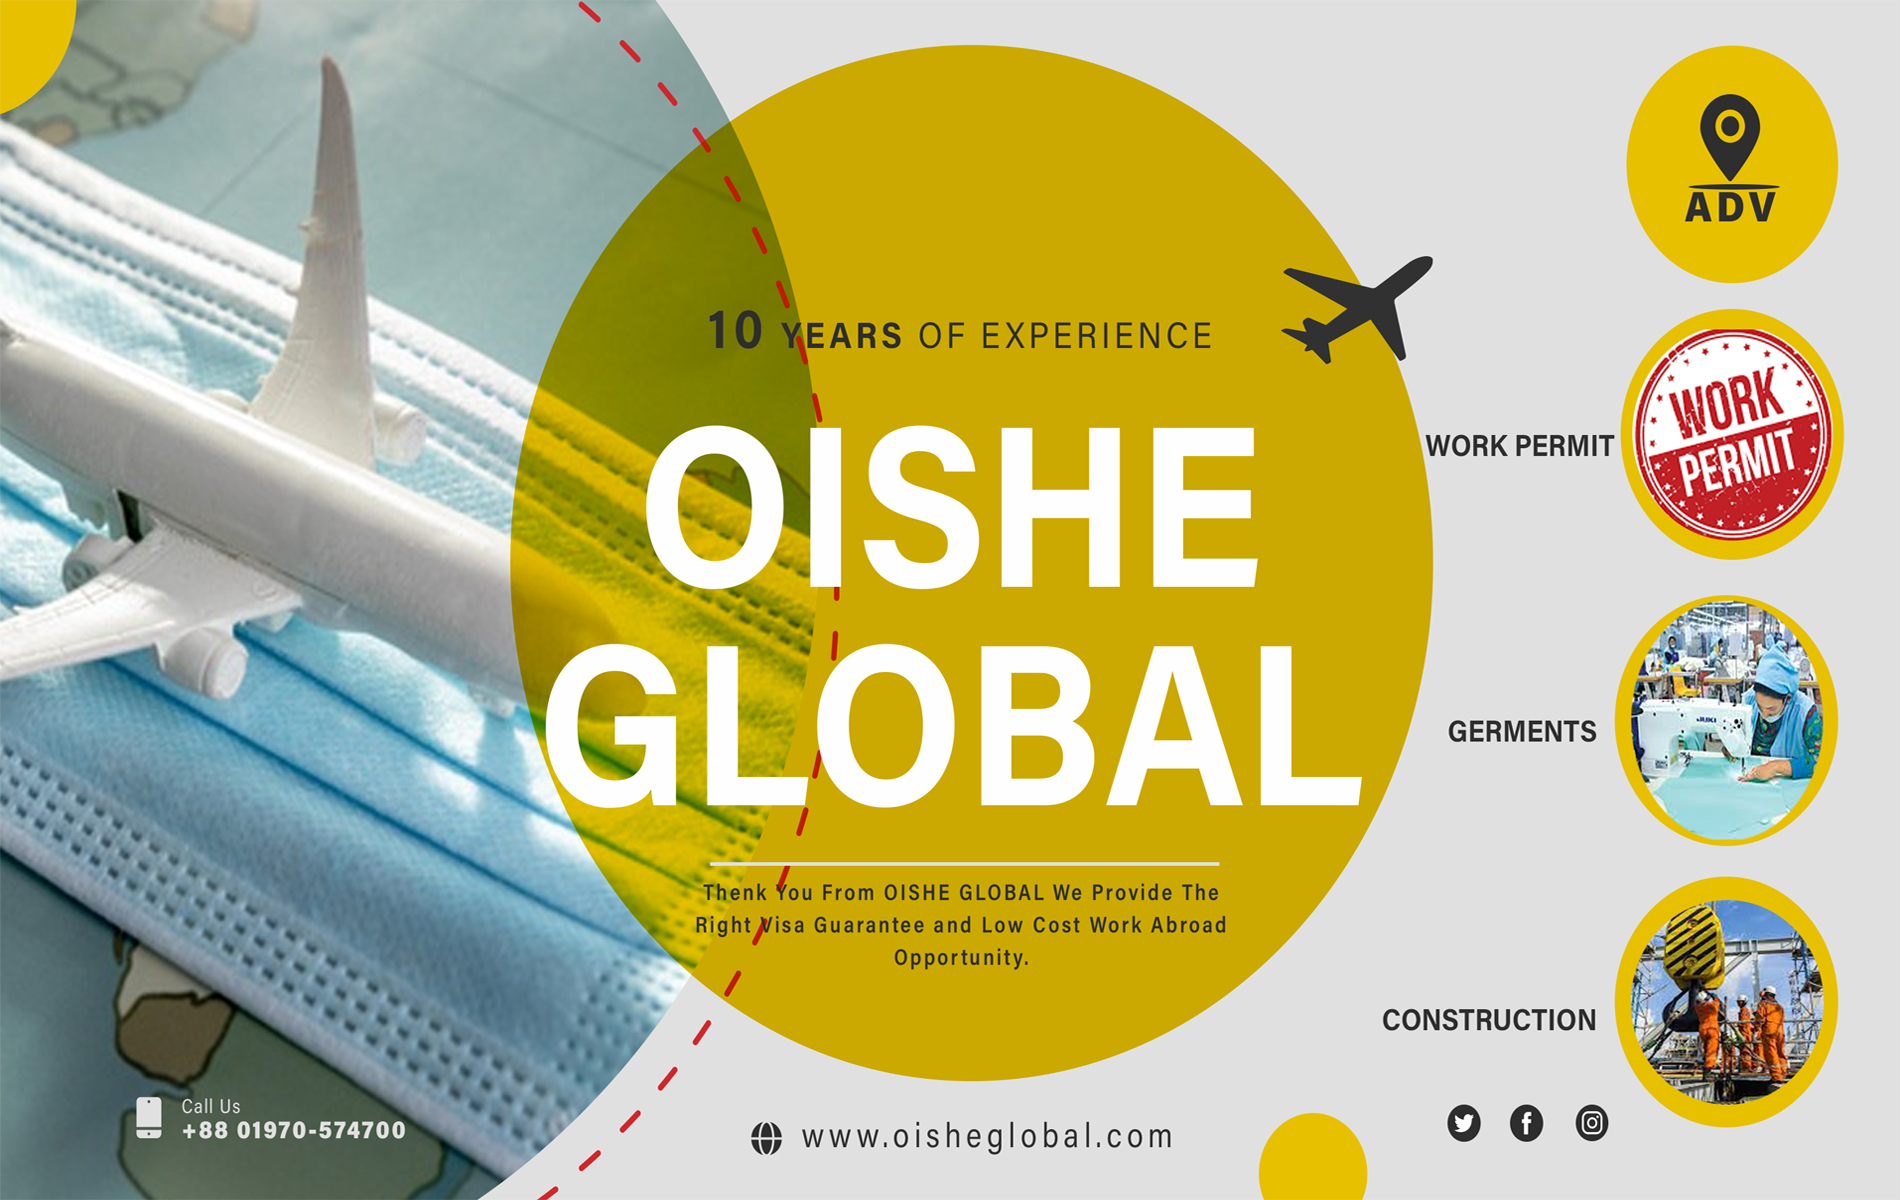 10 YEARS OF EXPERIENCE
OISHE
GLOBAL
Thenk You From OISHE GLOBAL We Provide The
Right Visa Guarantee and Low Cost Work Abroad
Opportunity.
ADV
WORK PERMIT
WORK
PERMIT
GERMENTS
JUKI
CONSTRUCTION
Call Us
+88 01970-574700
www.oisheglobal.com